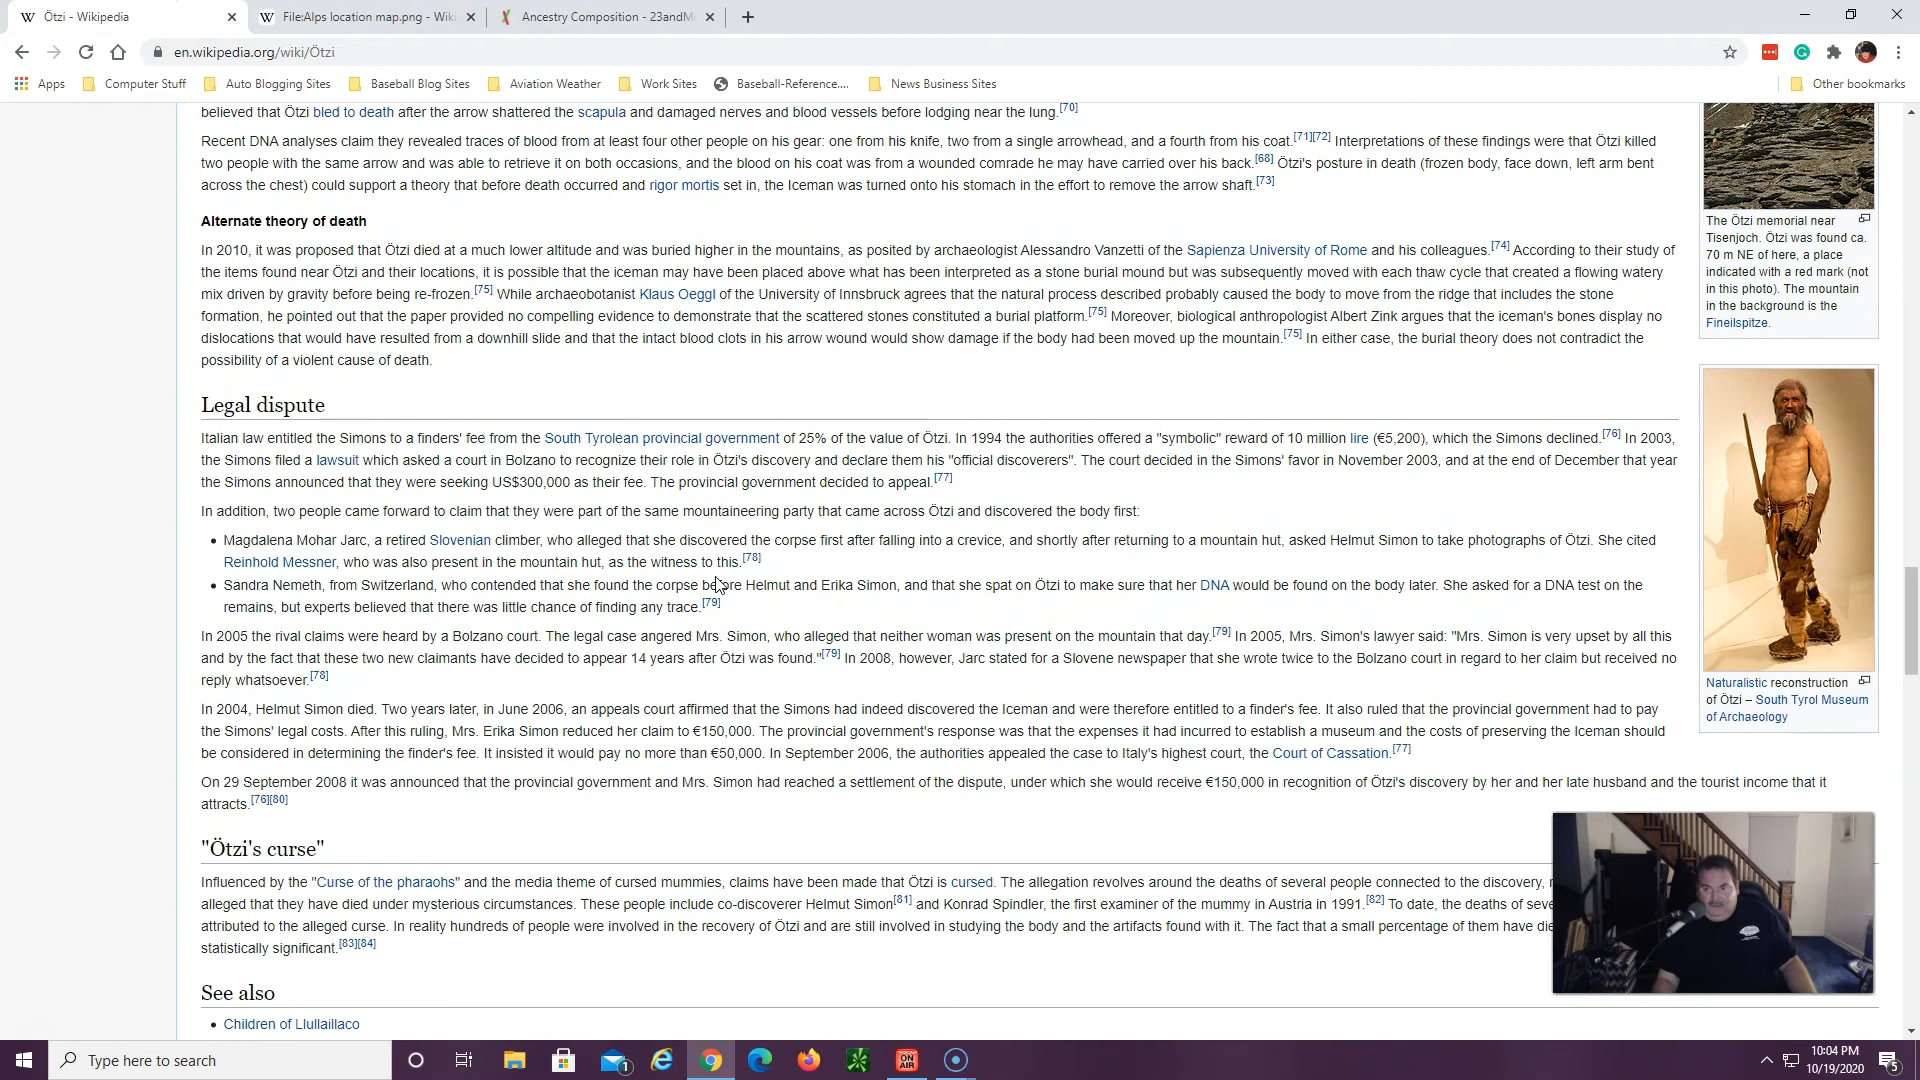 Ötzi - Wikipedia
File:Alps location map.png - Wiki
Ancestry Composition - 23andMe
en.wikipedia.org/wiki/Ötzi
Apps
Computer Stuff
Auto Blogging Sites
Baseball Blog Sites
Aviation Weather
Work Sites
Baseball-Reference....
News Business Sites
Other bookmarks
believed that Ötzi bled to death after the arrow shattered the scapula and damaged nerves and blood vessels before lodging near the lung.[70]
Recent DNA analyses claim they revealed traces of blood from at least four other people on his gear: one from his knife, two from a single arrowhead, and a fourth from his coat.[71][72] Interpretations of these findings were that Ötzi killed
two people with the same arrow and was able to retrieve it on both occasions, and the blood on his coat was from a wounded comrade he may have carried over his back.[68] Ötzi's posture in death (frozen body, face down, left arm bent
across the chest) could support a theory that before death occurred and rigor mortis set in, the Iceman was turned onto his stomach in the effort to remove the arrow shaft.[73]
Alternate theory of death
In 2010, it was proposed that Ötzi died at a much lower altitude and was buried higher in the mountains, as posited by archaeologist Alessandro Vanzetti of the Sapienza University of Rome and his colleagues.[74] According to their study of
the items found near Ötzi and their locations, it is possible that the iceman may have been placed above what has been interpreted as a stone burial mound but was subsequently moved with each thaw cycle that created a flowing watery
mix driven by gravity before being re-frozen.[75] While archaeobotanist Klaus Oeggl of the University of Innsbruck agrees that the natural process described probably caused the body to move from the ridge that includes the stone
formation, he pointed out that the paper provided no compelling evidence to demonstrate that the scattered stones constituted a burial platform.[75] Moreover, biological anthropologist Albert Zink argues that the iceman's bones display no
dislocations that would have resulted from a downhill slide and that the intact blood clots in his arrow wound would show damage if the body had been moved up the mountain.[75] In either case, the burial theory does not contradict the
possibility of a violent cause of death.
Legal dispute
Italian law entitled the Simons to a finders' fee from the South Tyrolean provincial government of 25% of the value of Ötzi. In 1994 the authorities offered a "symbolic" reward of 10 million lire (€5,200), which the Simons declined.[76] In 2003,
the Simons filed a lawsuit which asked a court in Bolzano to recognize their role in Ötzi's discovery and declare them his "official discoverers". The court decided in the Simons' favor in November 2003, and at the end of December that year
the Simons announced that they were seeking US$300,000 as their fee. The provincial government decided to appeal.[77]
In addition, two people came forward to claim that they were part of the same mountaineering party that came across Ötzi and discovered the body first:
• Magdalena Mohar Jarc, a retired Slovenian climber, who alleged that she discovered the corpse first after falling into a crevice, and shortly after returning to a mountain hut, asked Helmut Simon to take photographs of Ötzi. She cited
Reinhold Messner, who was also present in the mountain hut, as the witness to this.[78]
• Sandra Nemeth, from Switzerland, who contended that she found the corpse before Helmut and Erika Simon, and that she spat on Ötzi to make sure that her DNA would be found on the body later. She asked for a DNA test on the
remains, but experts believed that there was little chance of finding any trace.[79]
In 2005 the rival claims were heard by a Bolzano court. The legal case angered Mrs. Simon, who alleged that neither woman was present on the mountain that day.[79] In 2005, Mrs. Simon's lawyer said: "Mrs. Simon is very upset by all this
and by the fact that these two new claimants have decided to appear 14 years after Ötzi was found."[79] In 2008, however, Jarc stated for a Slovene newspaper that she wrote twice to the Bolzano court in regard to her claim but received no
reply whatsoever.[78]
In 2004, Helmut Simon died. Two years later, in June 2006, an appeals court affirmed that the Simons had indeed discovered the Iceman and were therefore entitled to a finder's fee. It also ruled that the provincial government had to pay
the Simons' legal costs. After this ruling, Mrs. Erika Simon reduced her claim to €150,000. The provincial government's response was that the expenses it had incurred to establish a museum and the costs of preserving the Iceman should
be considered in determining the finder's fee. It insisted it would pay no more than €50,000. In September 2006, the authorities appealed the case to Italy's highest court, the Court of Cassation.[77]
On 29 September 2008 it was announced that the provincial government and Mrs. Simon had reached a settlement of the dispute, under which she would receive €150,000 in recognition of Ötzi's discovery by her and her late husband and the tourist income that it
attracts.[76][80]
"Ötzi's curse"
Influenced by the "Curse of the pharaohs" and the media theme of cursed mummies, claims have been made that Ötzi is cursed. The allegation revolves around the deaths of several people connected to the discovery,
alleged that they have died under mysterious circumstances. These people include co-discoverer Helmut Simon[81] and Konrad Spindler, the first examiner of the mummy in Austria in 1991.[82] To date, the deaths of seve
attributed to the alleged curse. In reality hundreds of people were involved in the recovery of Ötzi and are still involved in studying the body and the artifacts found with it. The fact that a small percentage of them have die
statistically significant.[83][84]
See also
• Children of Llullaillaco
The Ötzi memorial near
Tisenjoch. Ötzi was found ca.
70 m NE of here, a place
indicated with a red mark (not
in this photo). The mountain
in the background is the
Fineilspitze.
Naturalistic reconstruction
of Ötzi – South Tyrol Museum
of Archaeology
Type here to search
1
ON AIR
10:04 PM
10/19/2020
5